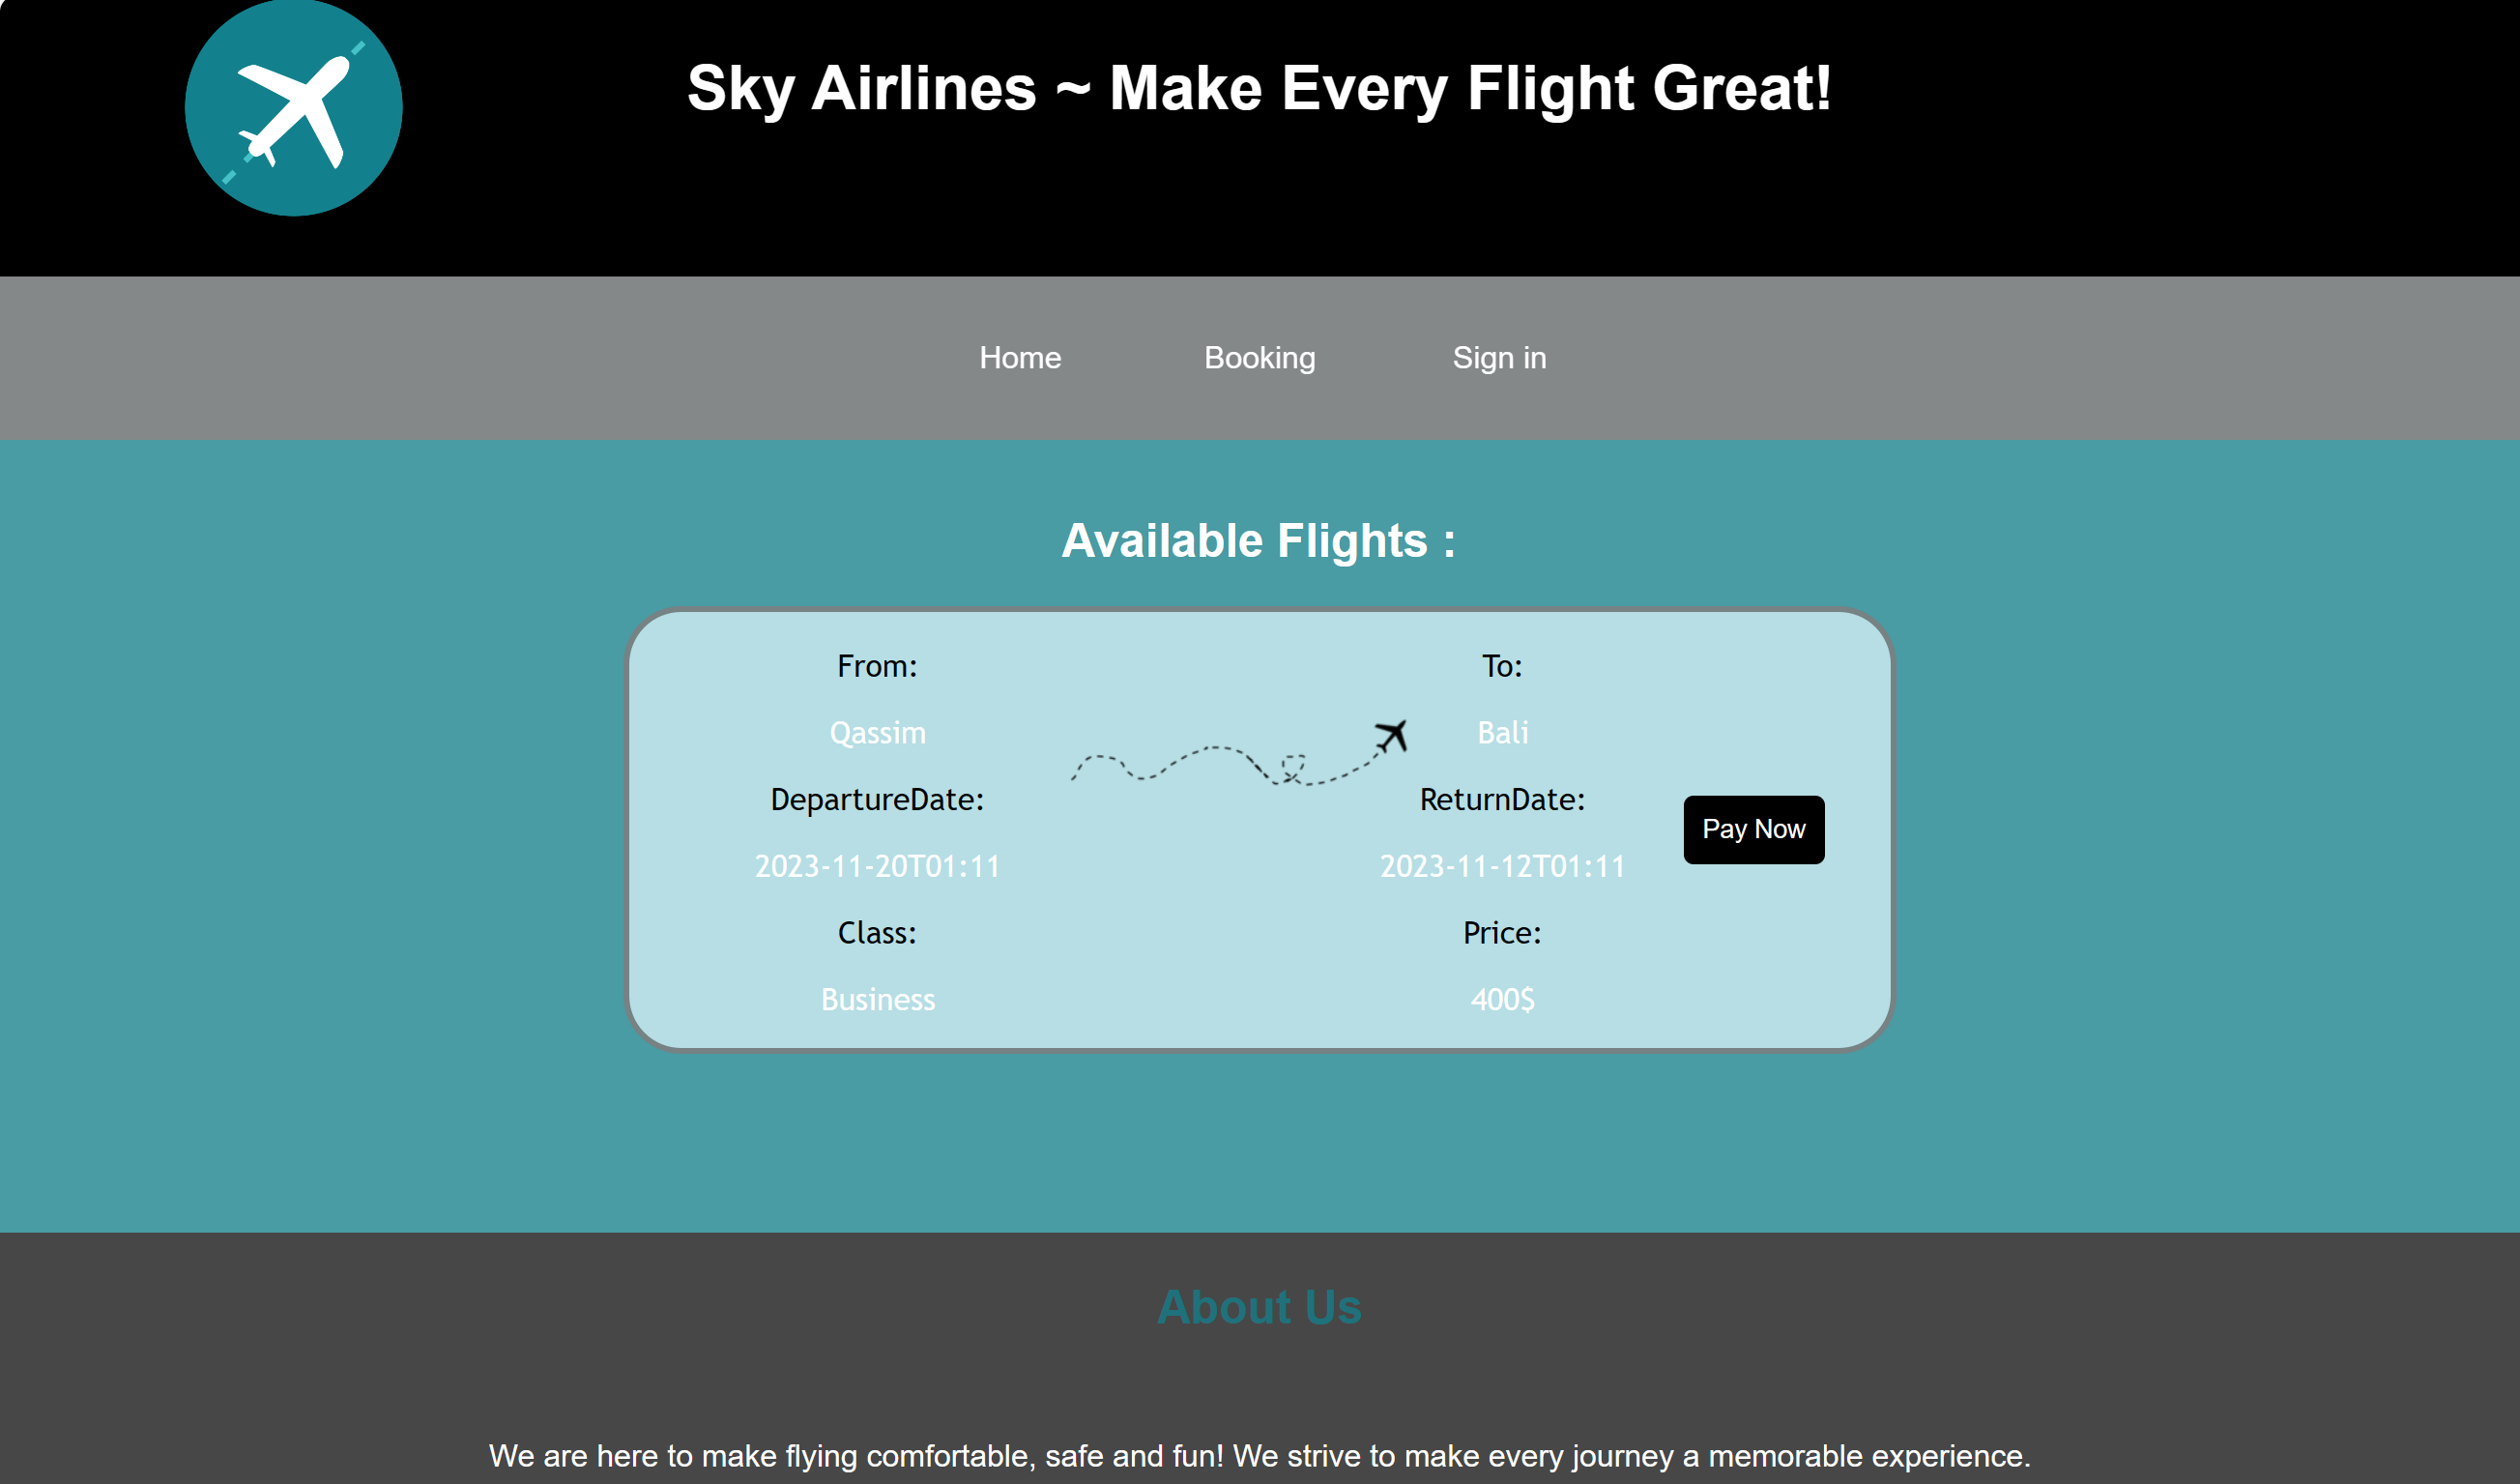 Sky Airlines ~ Make Every Flight Great!
Home Booking Sign in
Available Flights :
From: To:
Qassim Bali
DepartureDate: ReturnDate:
Pay Now
2023-11-20T01:11 2023-11-12T01:11
Class: Price:
Business 400$
About Us
We are here to make flying comfortable, safe and fun! We strive to make every journey a memorable experience.